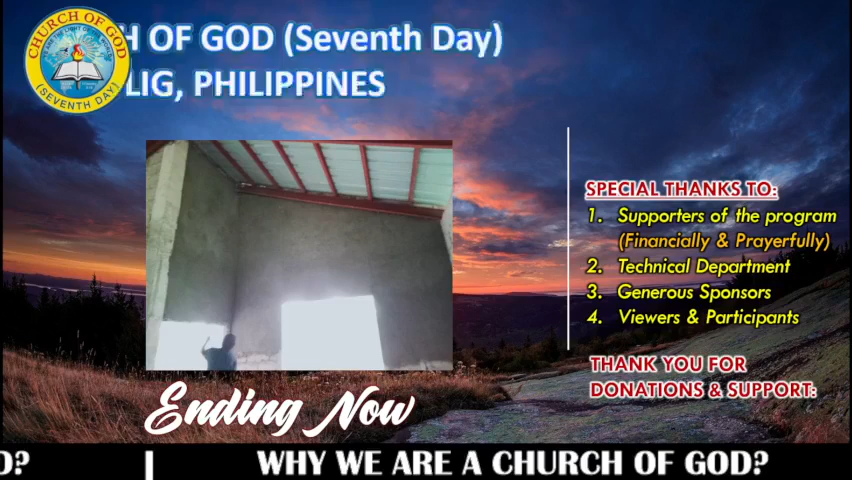 H OF GOD (Seventh Day)
LIG, PHILIPPINES
CHURCH OF GOD
(SEVENTH DAY)
SPECIAL THANKS TO:
1. Supporters of the program
(Financially & Prayerfully)
2. Technical Department
3. Generous Sponsors
4. Viewers & Participants
THANK YOU FOR
DONATIONS & SUPPORT:
Ending Now
D? | WHY WE ARE A CHURCH OF GOD?